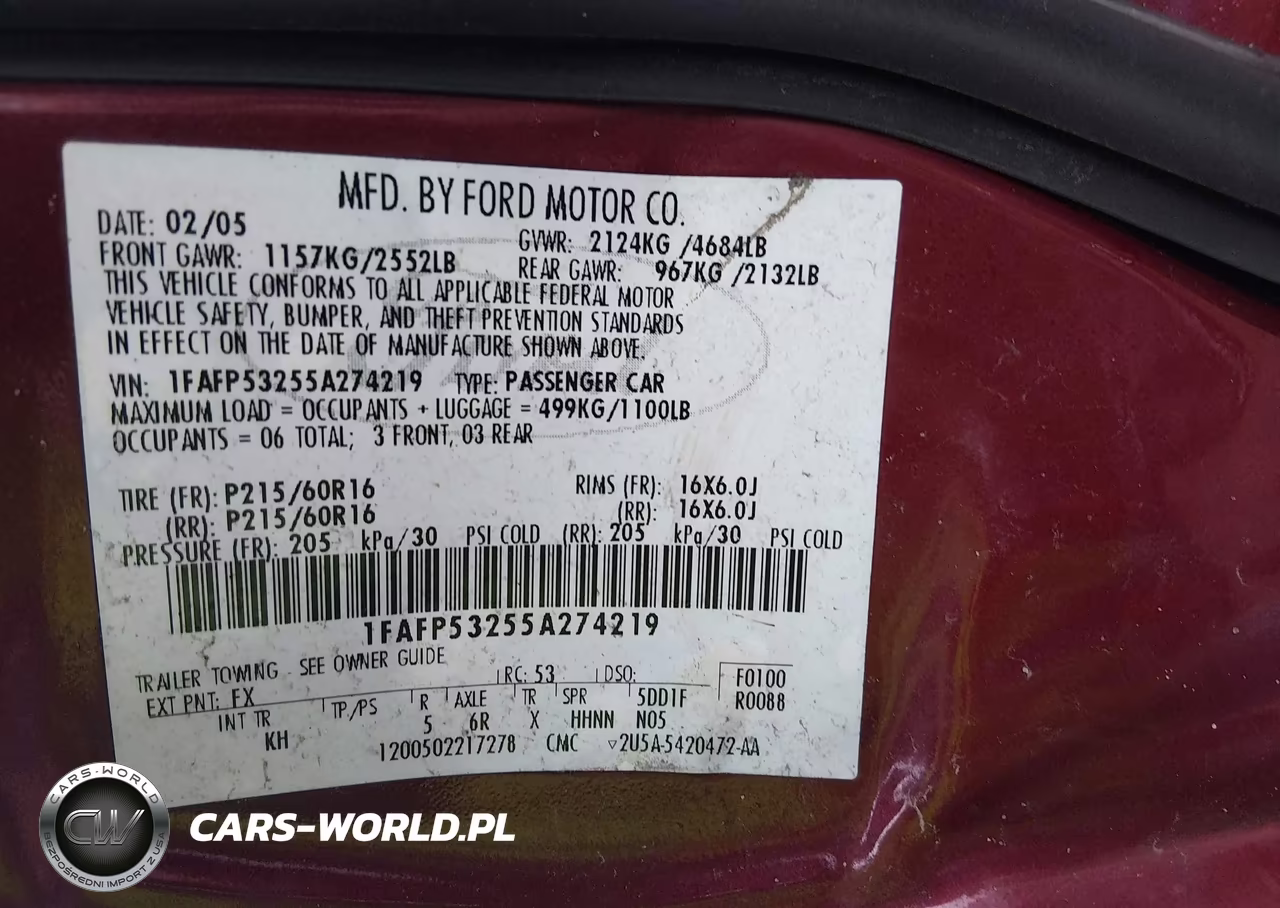 MFD. BY FORD MOTOR CO.
DATE: 02/05 GVWR: 2124KG /4684LB
FRONT GAWR: 1157KG/2552LB REAR GAWR: 967KG /2132LB
THIS VEHICLE CONFORMS TO ALL APPLICABLE FEDERAL MOTOR
VEHICLE SAFETY, BUMPER, AND THEFT PREVENTION STANDARDS
IN EFFECT ON THE DATE OF MANUFACTURE SHOWN ABOVE.
VIN: 1FAFP53255A274219 TYPE: PASSENGER CAR
MAXIMUM LOAD = OCCUPANTS + LUGGAGE = 499KG/1100LB
OCCUPANTS = 06 TOTAL; 3 FRONT, 03 REAR
TIRE (FR): P215/60R16 RIMS (FR): 16X6.0J
(RR): P215/60R16 (RR): 16X6.0J
PRESSURE (FR): 205 kPa/30 PSI COLD (RR): 205 kPa/30 PSI COLD
1FAFP53255A274219
TRAILER TOWING - SEE OWNER GUIDE
EXT PNT: FX RC: 53 DSO: F0100
INT TR TP/PS R AXLE TR SPR 5DD1F R0088
KH 5 6R X HHNN N05
1200502217278 CMC ▿2U5A-5420472-AA
CARS-WORLD
CW
BEZPOŚREDNI IMPORT Z USA
CARS-WORLD.PL